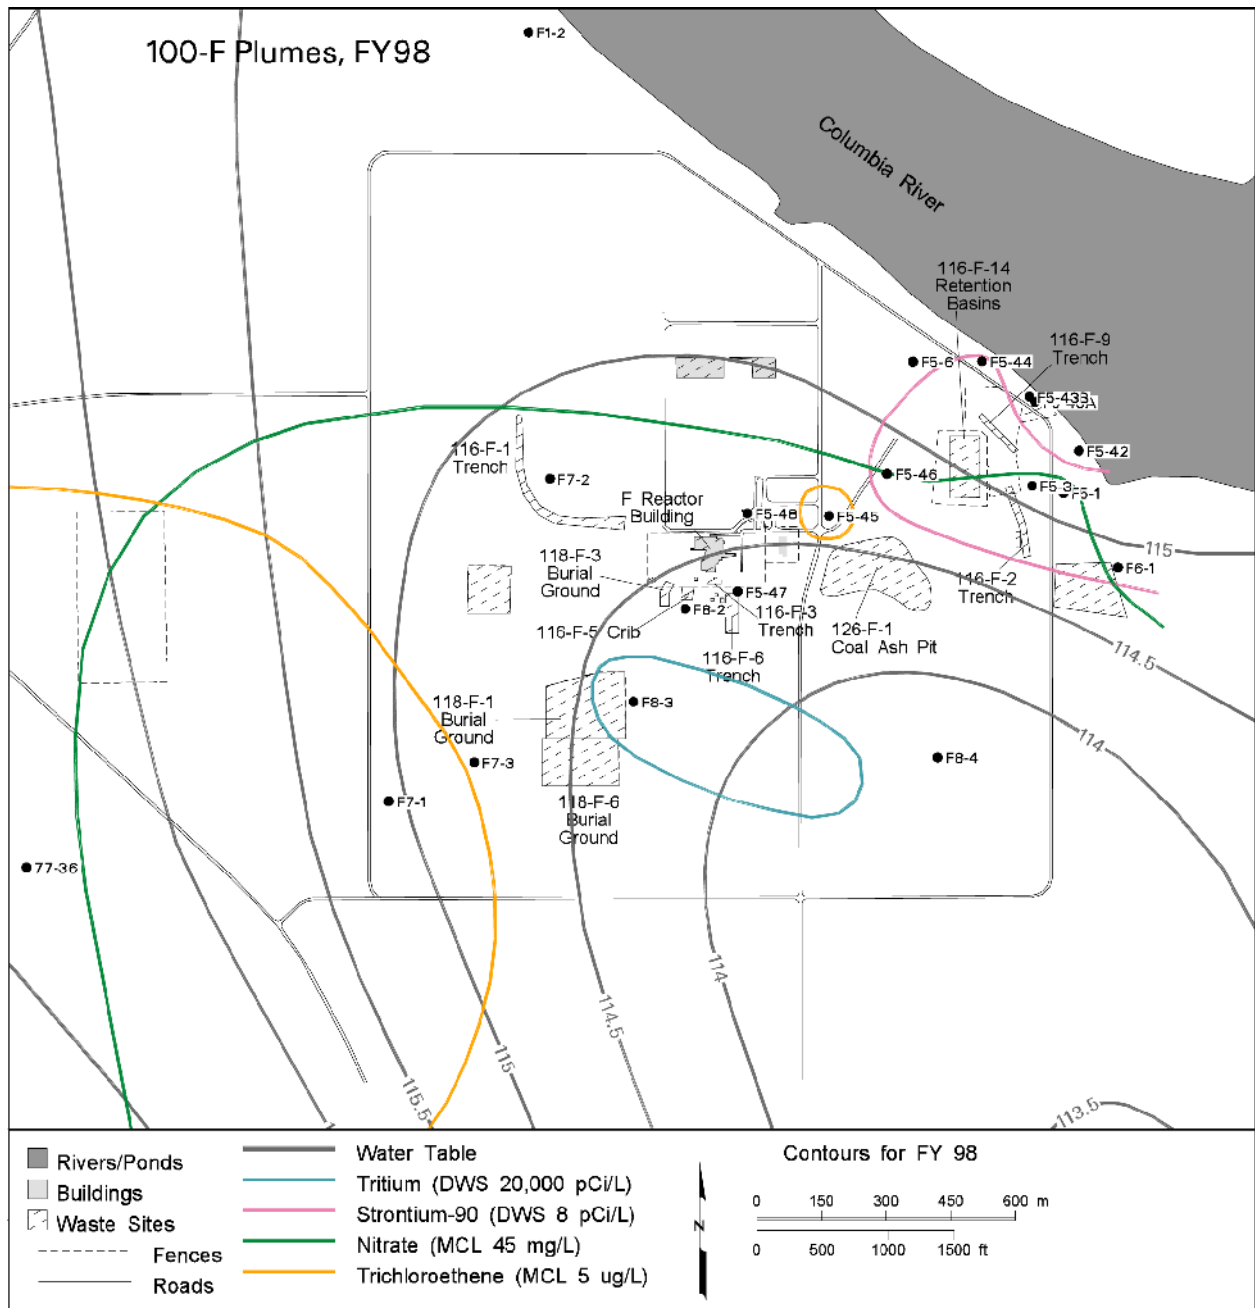 100-F Plumes, FY98
F1-2
Columbia River
116-F-14
Retention
Basins
116-F-9
Trench
F5-6
F5-44
F5-43B
F5-42
116-F-1
Trench
F7-2
F5-46
F5-3
F5-1
F Reactor
Building
F5-48
F5-45
115
118-F-3
Burial
Ground
F6-1
116-F-2
Trench
F5-47
F8-2
116-F-3
Trench
116-F-5 Crib
126-F-1
Coal Ash Pit
114.5
116-F-6
Trench
118-F-1
Burial
Ground
F8-3
114
F7-3
F8-4
F7-1
118-F-6
Burial
Ground
77-36
114
114.5
115
115.5
113.5
Rivers/Ponds
Buildings
Waste Sites
Fences
Roads
Water Table
Tritium (DWS 20,000 pCi/L)
Strontium-90 (DWS 8 pCi/L)
Nitrate (MCL 45 mg/L)
Trichloroethene (MCL 5 ug/L)
N
Contours for FY 98
0 150 300 450 600 m
0 500 1000 1500 ft